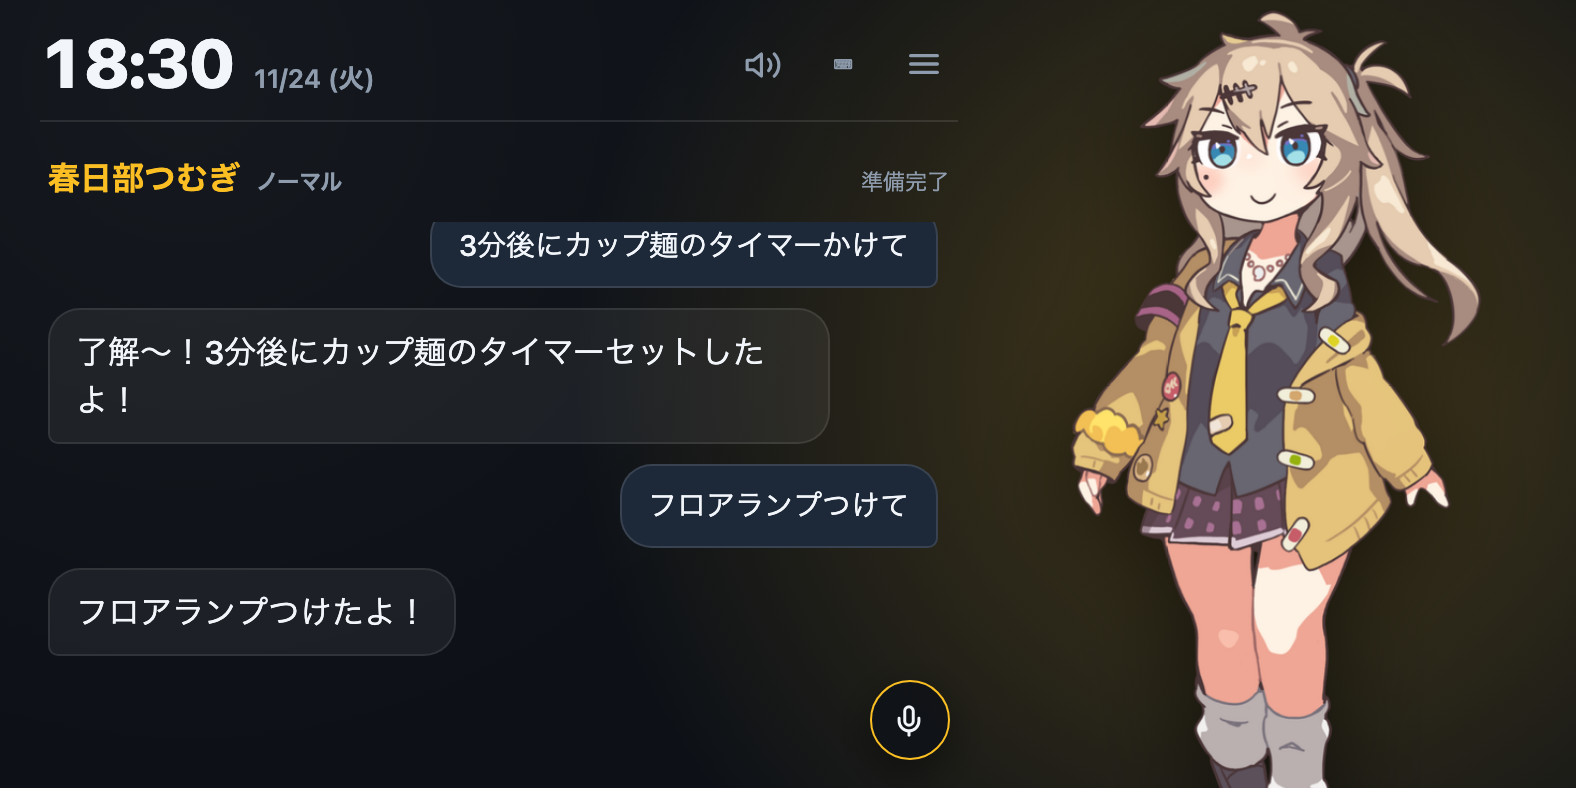 18:30 11/24 (火)
春日部つむぎ ノーマル 準備完了
3分後にカップ麺のタイマーかけて
了解〜！3分後にカップ麺のタイマーセットした
よ！
フロアランプつけて
フロアランプつけたよ！